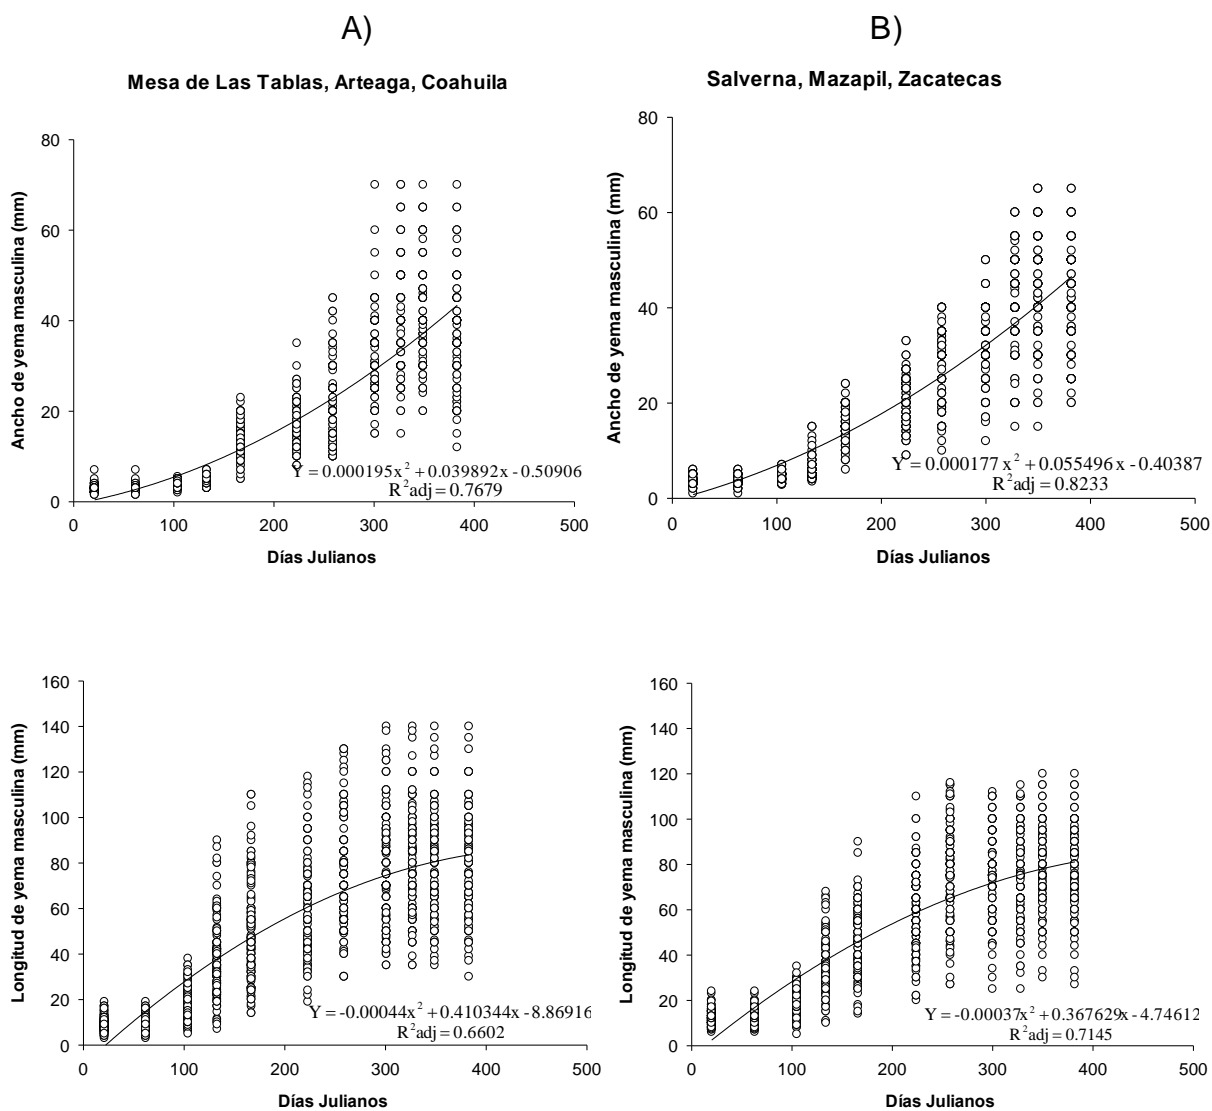 A)
Mesa de Las Tablas, Arteaga, Coahuila
80
60
40
20
0
Ancho de yema masculina (mm)
Y = 0.000195x² + 0.039892x - 0.50906
R²adj = 0.7679
0 100 200 300 400 500
Días Julianos
B)
Salverna, Mazapil, Zacatecas
80
60
40
20
0
Ancho de yema masculina (mm)
Y = 0.000177 x² + 0.055496x - 0.40387
R²adj = 0.8233
0 100 200 300 400 500
Días Julianos
160
140
120
100
80
60
40
20
0
Longitud de yema masculina (mm)
Y = -0.00044x² + 0.410344x - 8.86916
R²adj = 0.6602
0 100 200 300 400 500
Días Julianos
160
140
120
100
80
60
40
20
0
Longitud de yema masculina (mm)
Y = -0.00037x² + 0.367629x - 4.74612
R²adj = 0.7145
0 100 200 300 400 500
Días Julianos